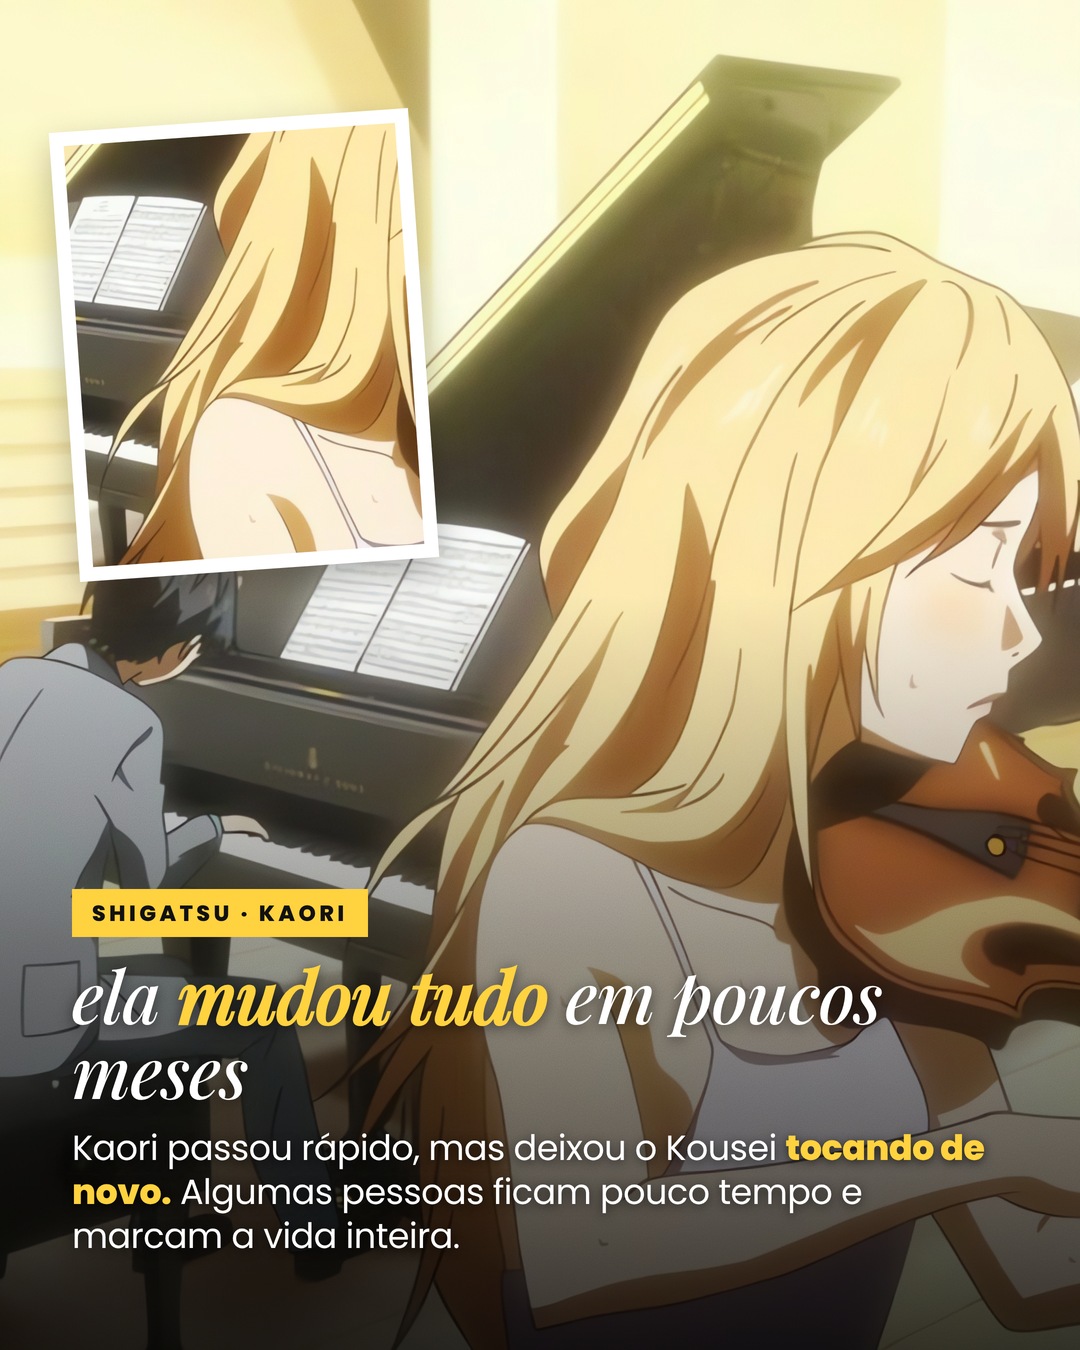 SHIGATSU · KAORI
ela mudou tudo em poucos
meses
Kaori passou rápido, mas deixou o Kousei tocando de
novo. Algumas pessoas ficam pouco tempo e
marcam a vida inteira.